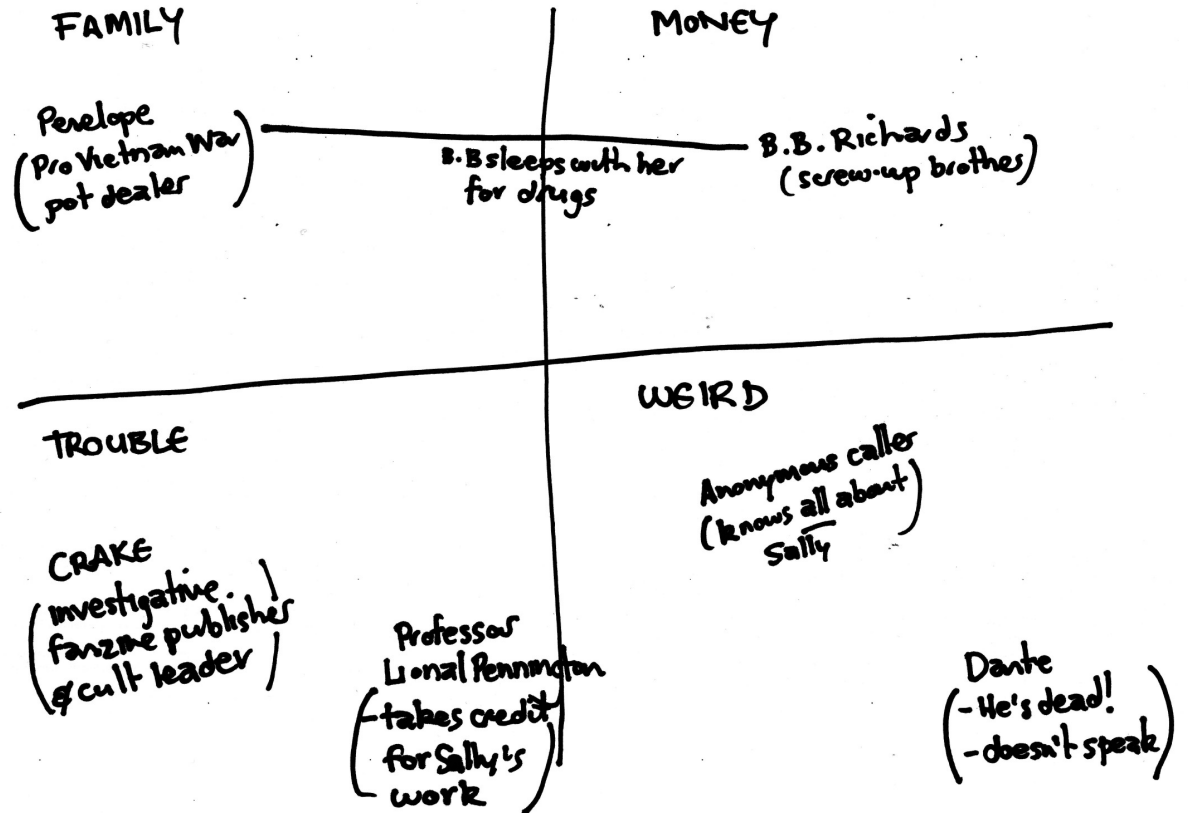 FAMILY
MONEY
Penelope
(Pro Vietnam War
pot dealer)
B.B sleeps with her
for drugs
B.B. Richards
(screw-up brother)
TROUBLE
WEIRD
Anonymous caller
(knows all about
Sally)
CRAKE
(investigative
fanzine publisher
& cult leader)
Professor
Lional Pennington
(-takes credit
for Sally's
work)
Dante
(-He's dead!
-doesn't speak)